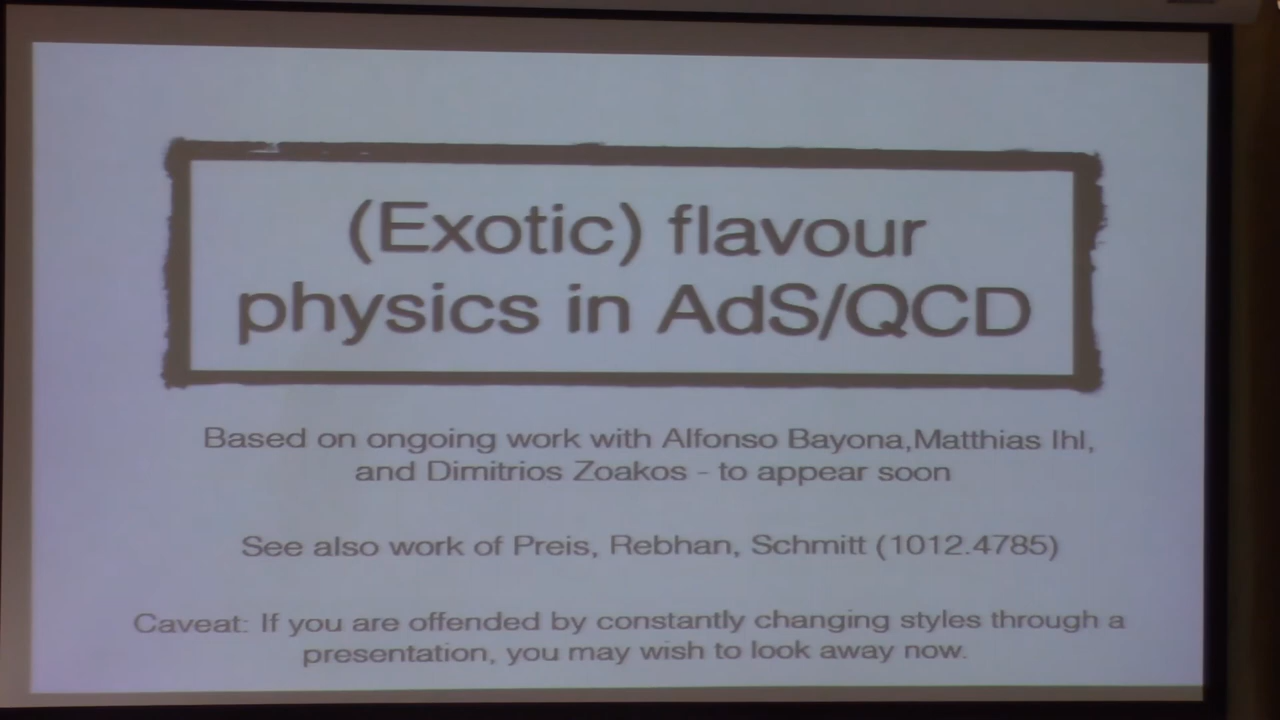 (Exotic) flavour
physics in AdS/QCD
Based on ongoing work with Alfonso Bayona,Matthias Ihl,
and Dimitrios Zoakos - to appear soon
See also work of Preis, Rebhan, Schmitt (1012.4785)
Caveat: If you are offended by constantly changing styles through a
presentation, you may wish to look away now.